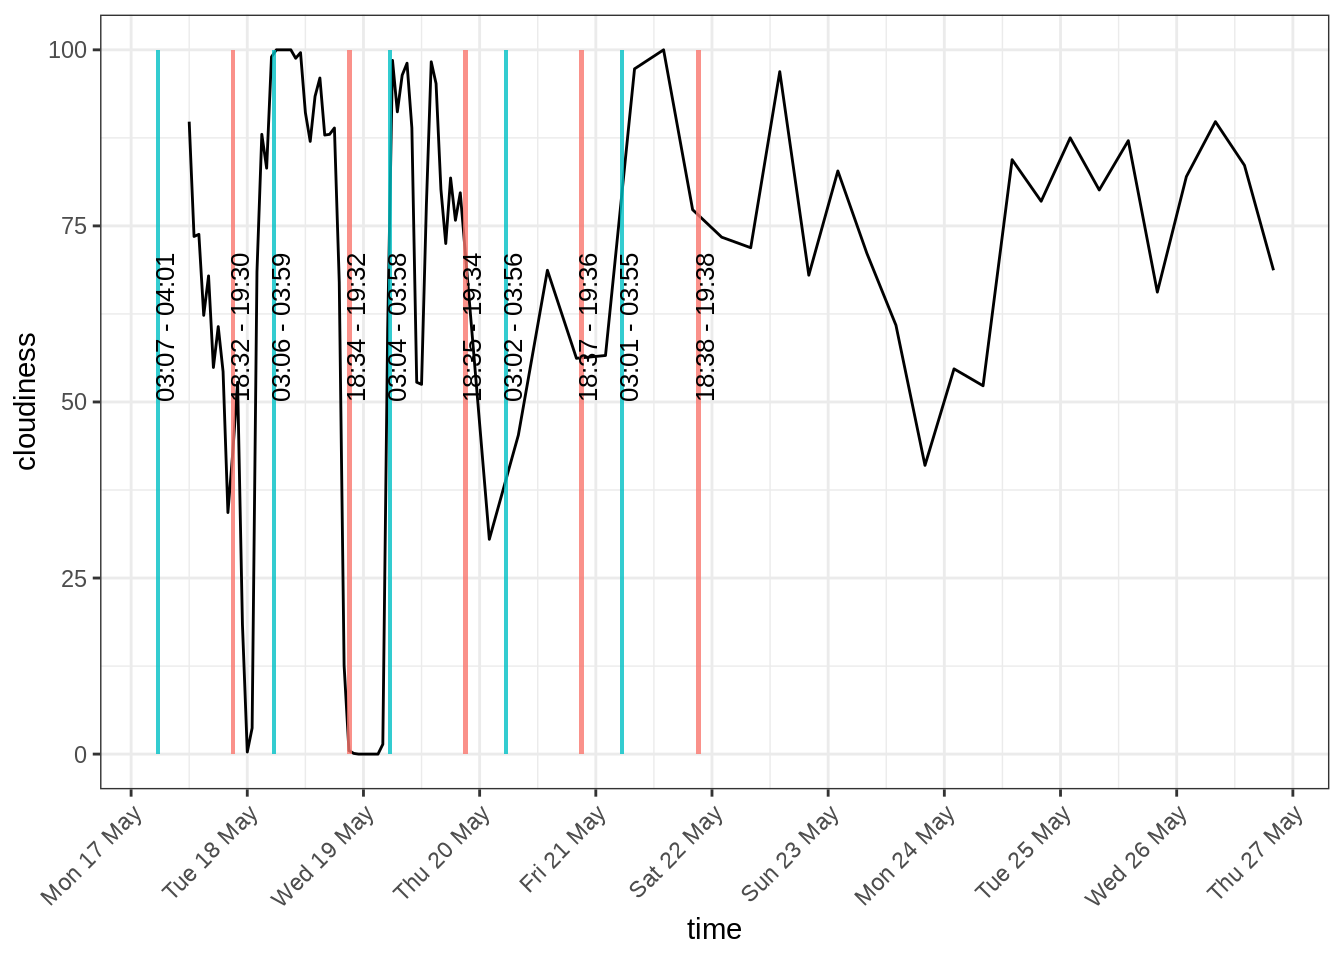 100
75
50
25
0
cloudiness
03:07 - 04:01
18:32 - 19:30
03:06 - 03:59
18:34 - 19:32
03:04 - 03:58
18:35 - 19:34
03:02 - 03:56
18:37 - 19:36
03:01 - 03:55
18:38 - 19:38
Mon 17 May
Tue 18 May
Wed 19 May
Thu 20 May
Fri 21 May
Sat 22 May
Sun 23 May
Mon 24 May
Tue 25 May
Wed 26 May
Thu 27 May
time